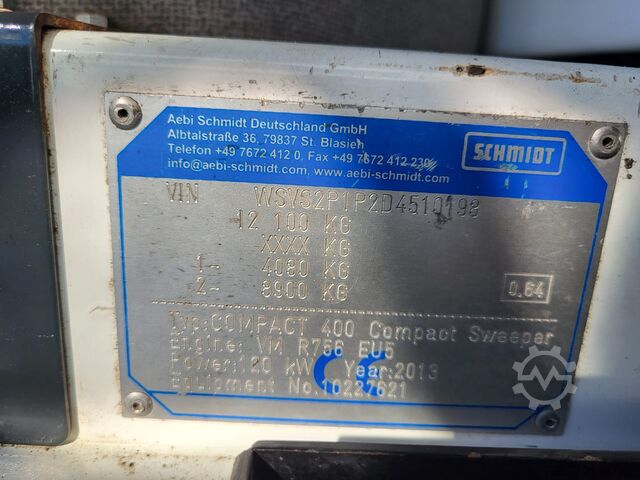 Aebi Schmidt Deutschland GmbH
Albtalstraße 36, 79837 St. Blasien
Telefon +49 7672 412 0, Fax +49 7672 412 230
info@aebi-schmidt.com, www.aebi-schmidt.com
SCHMIDT
VIN WSVS2P1P2D4510198
12 100 KG
XXXX KG
1- 4080 KG
2- 8900 KG
0.64
Typ:COMPACT 400 Compact Sweeper
Engine: VM R756 EU5
Power:120 kW Year:2013
Equipment No.10227621
CE